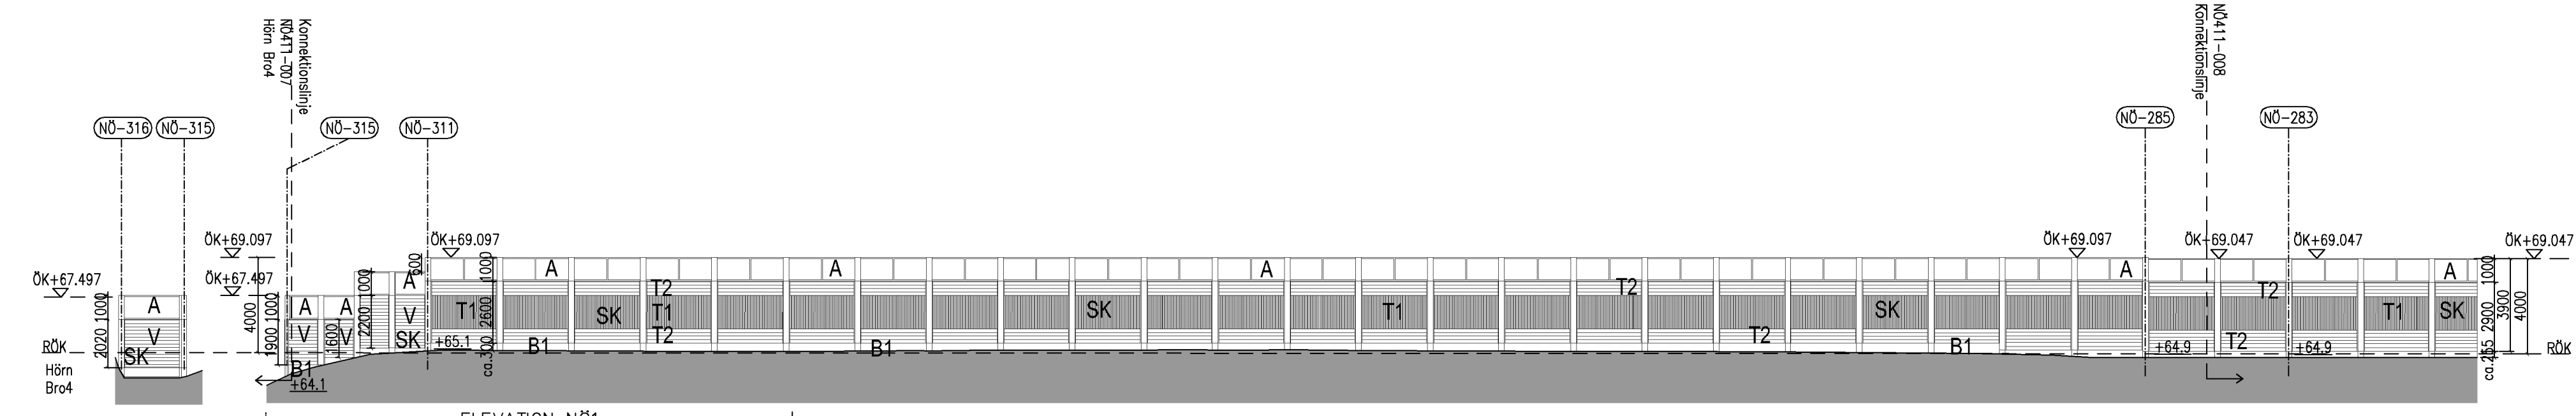 Konnektionslinje
NÖ411-007
Hörn Bro4
NÖ411-008
Konnektionslinje
NÖ-316
NÖ-315
NÖ-315
NÖ-311
NÖ-285
NÖ-283
ÖK+69.097
ÖK+69.097
ÖK+69.097
ÖK+69.047
ÖK+69.047
ÖK+69.047
ÖK+67.497
ÖK+67.497
A
A
A
A
A
A
A
A
A
600
1000
1000
1000
1000
1000
4000
2020
1900
1600
2200
2600
ca.300
2900
3900
4000
ca.255
V
V
V
V
SK
SK
SK
SK
SK
SK
T1
T1
T1
T1
T2
T2
T2
T2
T2
T2
B1
B1
B1
B1
+65.1
+64.1
+64.9
+64.9
RÖK
RÖK
Hörn
Bro4
ELEVATION NÖ1